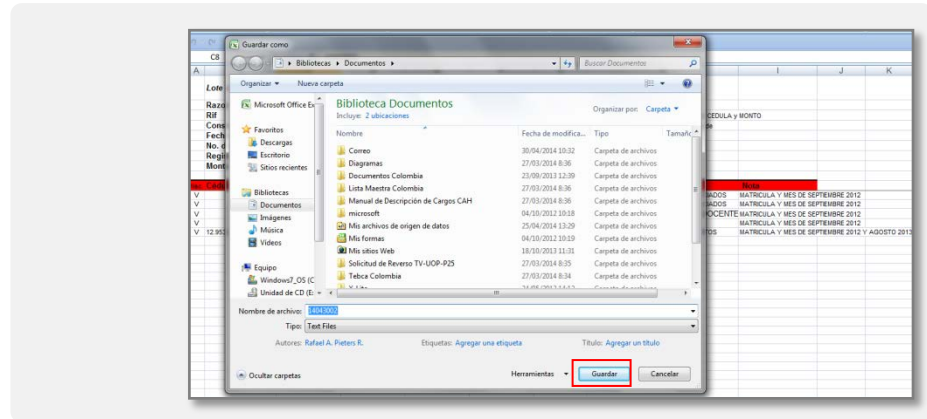 Guardar como
C8
Bibliotecas ▸ Documentos ▸
Buscar Documentos
A I J K
Organizar ▼ Nueva carpeta
Lote
Microsoft Office Ex
Biblioteca Documentos
Incluye: 2 ubicaciones
Organizar por: Carpeta ▼
Razo
Rif
CEDULA y MONTO
Cons
de
Fech
No. d
Regis
Mont
Favoritos
Descargas
Escritorio
Sitios recientes
Bibliotecas
Documentos
Imágenes
Música
Vídeos
Equipo
Windows7_OS (C
Unidad de CD (E:
Nombre Fecha de modifica... Tipo Tamaño
Correo 30/04/2014 10:32 Carpeta de archivos
Diagramas 27/03/2014 8:36 Carpeta de archivos
Documentos Colombia 23/09/2013 12:39 Carpeta de archivos
Lista Maestra Colombia 27/03/2014 8:36 Carpeta de archivos
Manual de Descripción de Cargos CAH 27/03/2014 8:36 Carpeta de archivos
microsoft 04/10/2012 10:18 Carpeta de archivos
Mis archivos de origen de datos 25/04/2014 13:29 Carpeta de archivos
Mis formas 04/10/2012 10:19 Carpeta de archivos
Mis sitios Web 18/10/2013 11:31 Carpeta de archivos
Solicitud de Reverso TV-UOP-P25 27/03/2014 8:35 Carpeta de archivos
Tebca Colombia 27/03/2014 8:34 Carpeta de archivos
Nota
V ADOS MATRICULA Y MES DE SEPTIEMBRE 2012
V ADOS MATRICULA Y MES DE SEPTIEMBRE 2012
V OCENTE MATRICULA Y MES DE SEPTIEMBRE 2012
V MATRICULA Y MES DE SEPTIEMBRE 2012
V 12.953 OS MATRICULA Y MES DE SEPTIEMBRE 2012 Y AGOSTO 2013
Nombre de archivo: 14043002
Tipo: Text Files
Autores: Rafael A. Pieters R. Etiquetas: Agregar una etiqueta Título: Agregar un título
Ocultar carpetas
Herramientas ▼ Guardar Cancelar